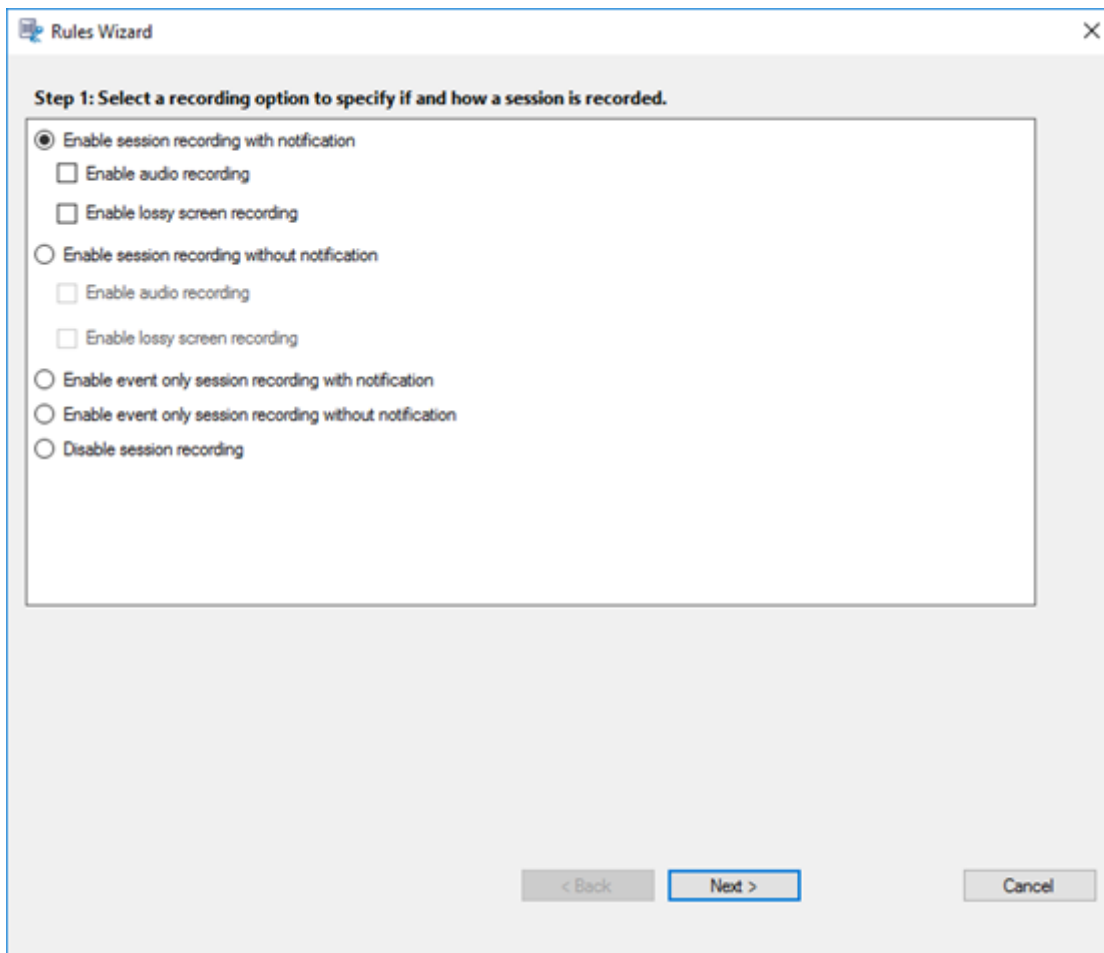 Rules Wizard
Step 1: Select a recording option to specify if and how a session is recorded.
Enable session recording with notification
Enable audio recording
Enable lossy screen recording
Enable session recording without notification
Enable audio recording
Enable lossy screen recording
Enable event only session recording with notification
Enable event only session recording without notification
Disable session recording
< Back
Next >
Cancel